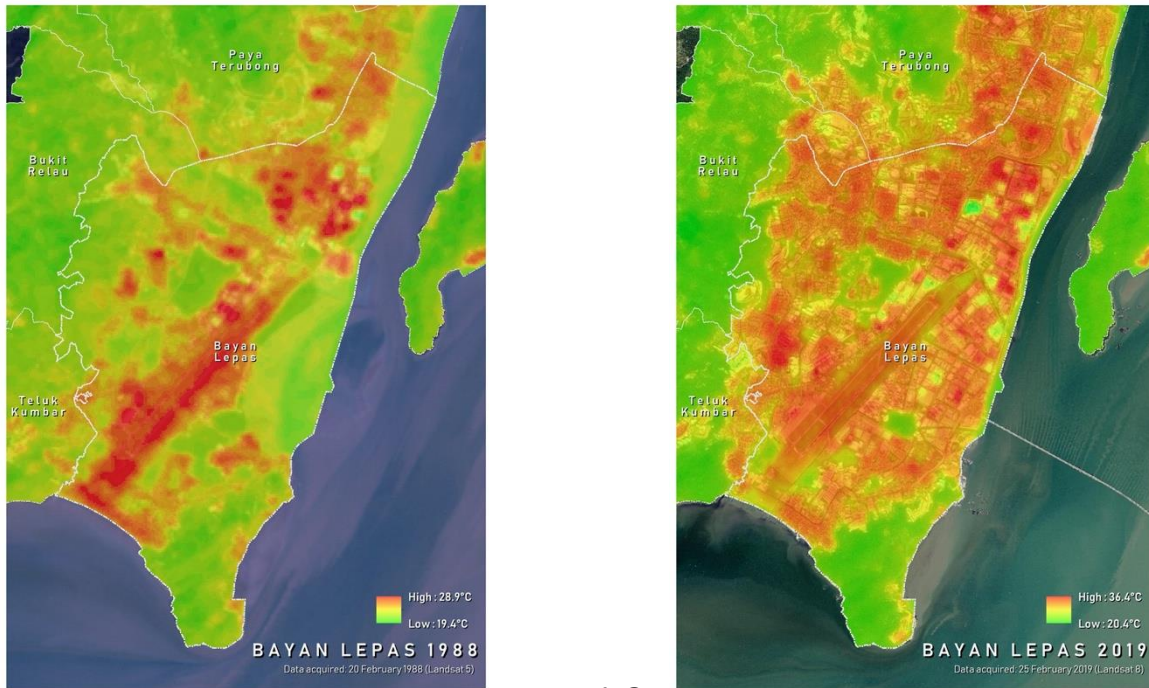 Paya
Terubong
Bukit
Relau
Bayan
Lepas
Teluk
Kumbar
High : 28.9°C
Low : 19.4°C
BAYAN LEPAS 1988
Data acquired: 20 February 1988 (Landsat 5)
Paya
Terubong
Bukit
Relau
Bayan
Lepas
Teluk
Kumbar
High : 36.4°C
Low : 20.4°C
BAYAN LEPAS 2019
Data acquired: 25 February 2019 (Landsat 8)